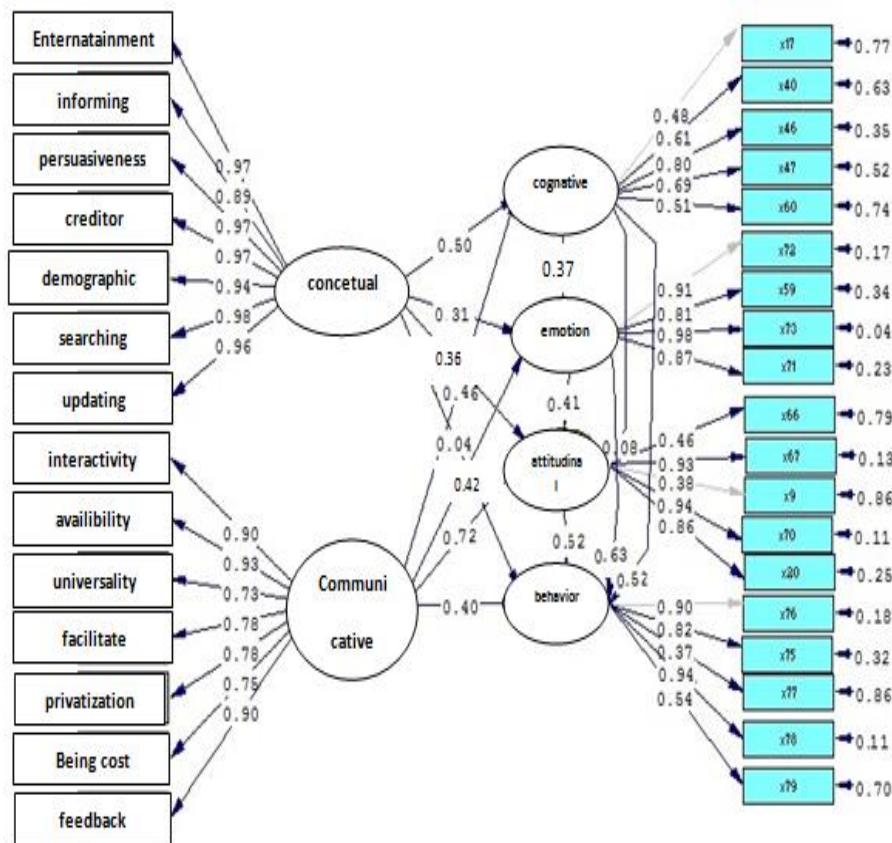 Enternatainment
informing
persuasiveness
creditor
demographic
searching
updating
interactivity
availibility
universality
facilitate
privatization
Being cost
feedback
0.97
0.89
0.97
0.97
0.94
0.98
0.96
0.90
0.93
0.73
0.78
0.78
0.75
0.90
concetual
Communi
cative
0.50
0.31
0.36
0.46
0.04
0.42
0.72
0.40
cognative
0.37
emotion
0.41
attitudina
l
0.52
behavior
0.08
0.63
0.52
0.48
0.61
0.80
0.69
0.51
0.91
0.81
0.98
0.87
0.46
0.93
0.38
0.94
0.86
0.90
0.82
0.37
0.94
0.54
x17 0.77
x40 0.63
x46 0.35
x47 0.52
x60 0.74
x72 0.17
x59 0.34
x73 0.04
x71 0.23
x66 0.79
x67 0.13
x9 0.86
x70 0.11
x20 0.25
x76 0.18
x75 0.32
x77 0.86
x78 0.11
x79 0.70